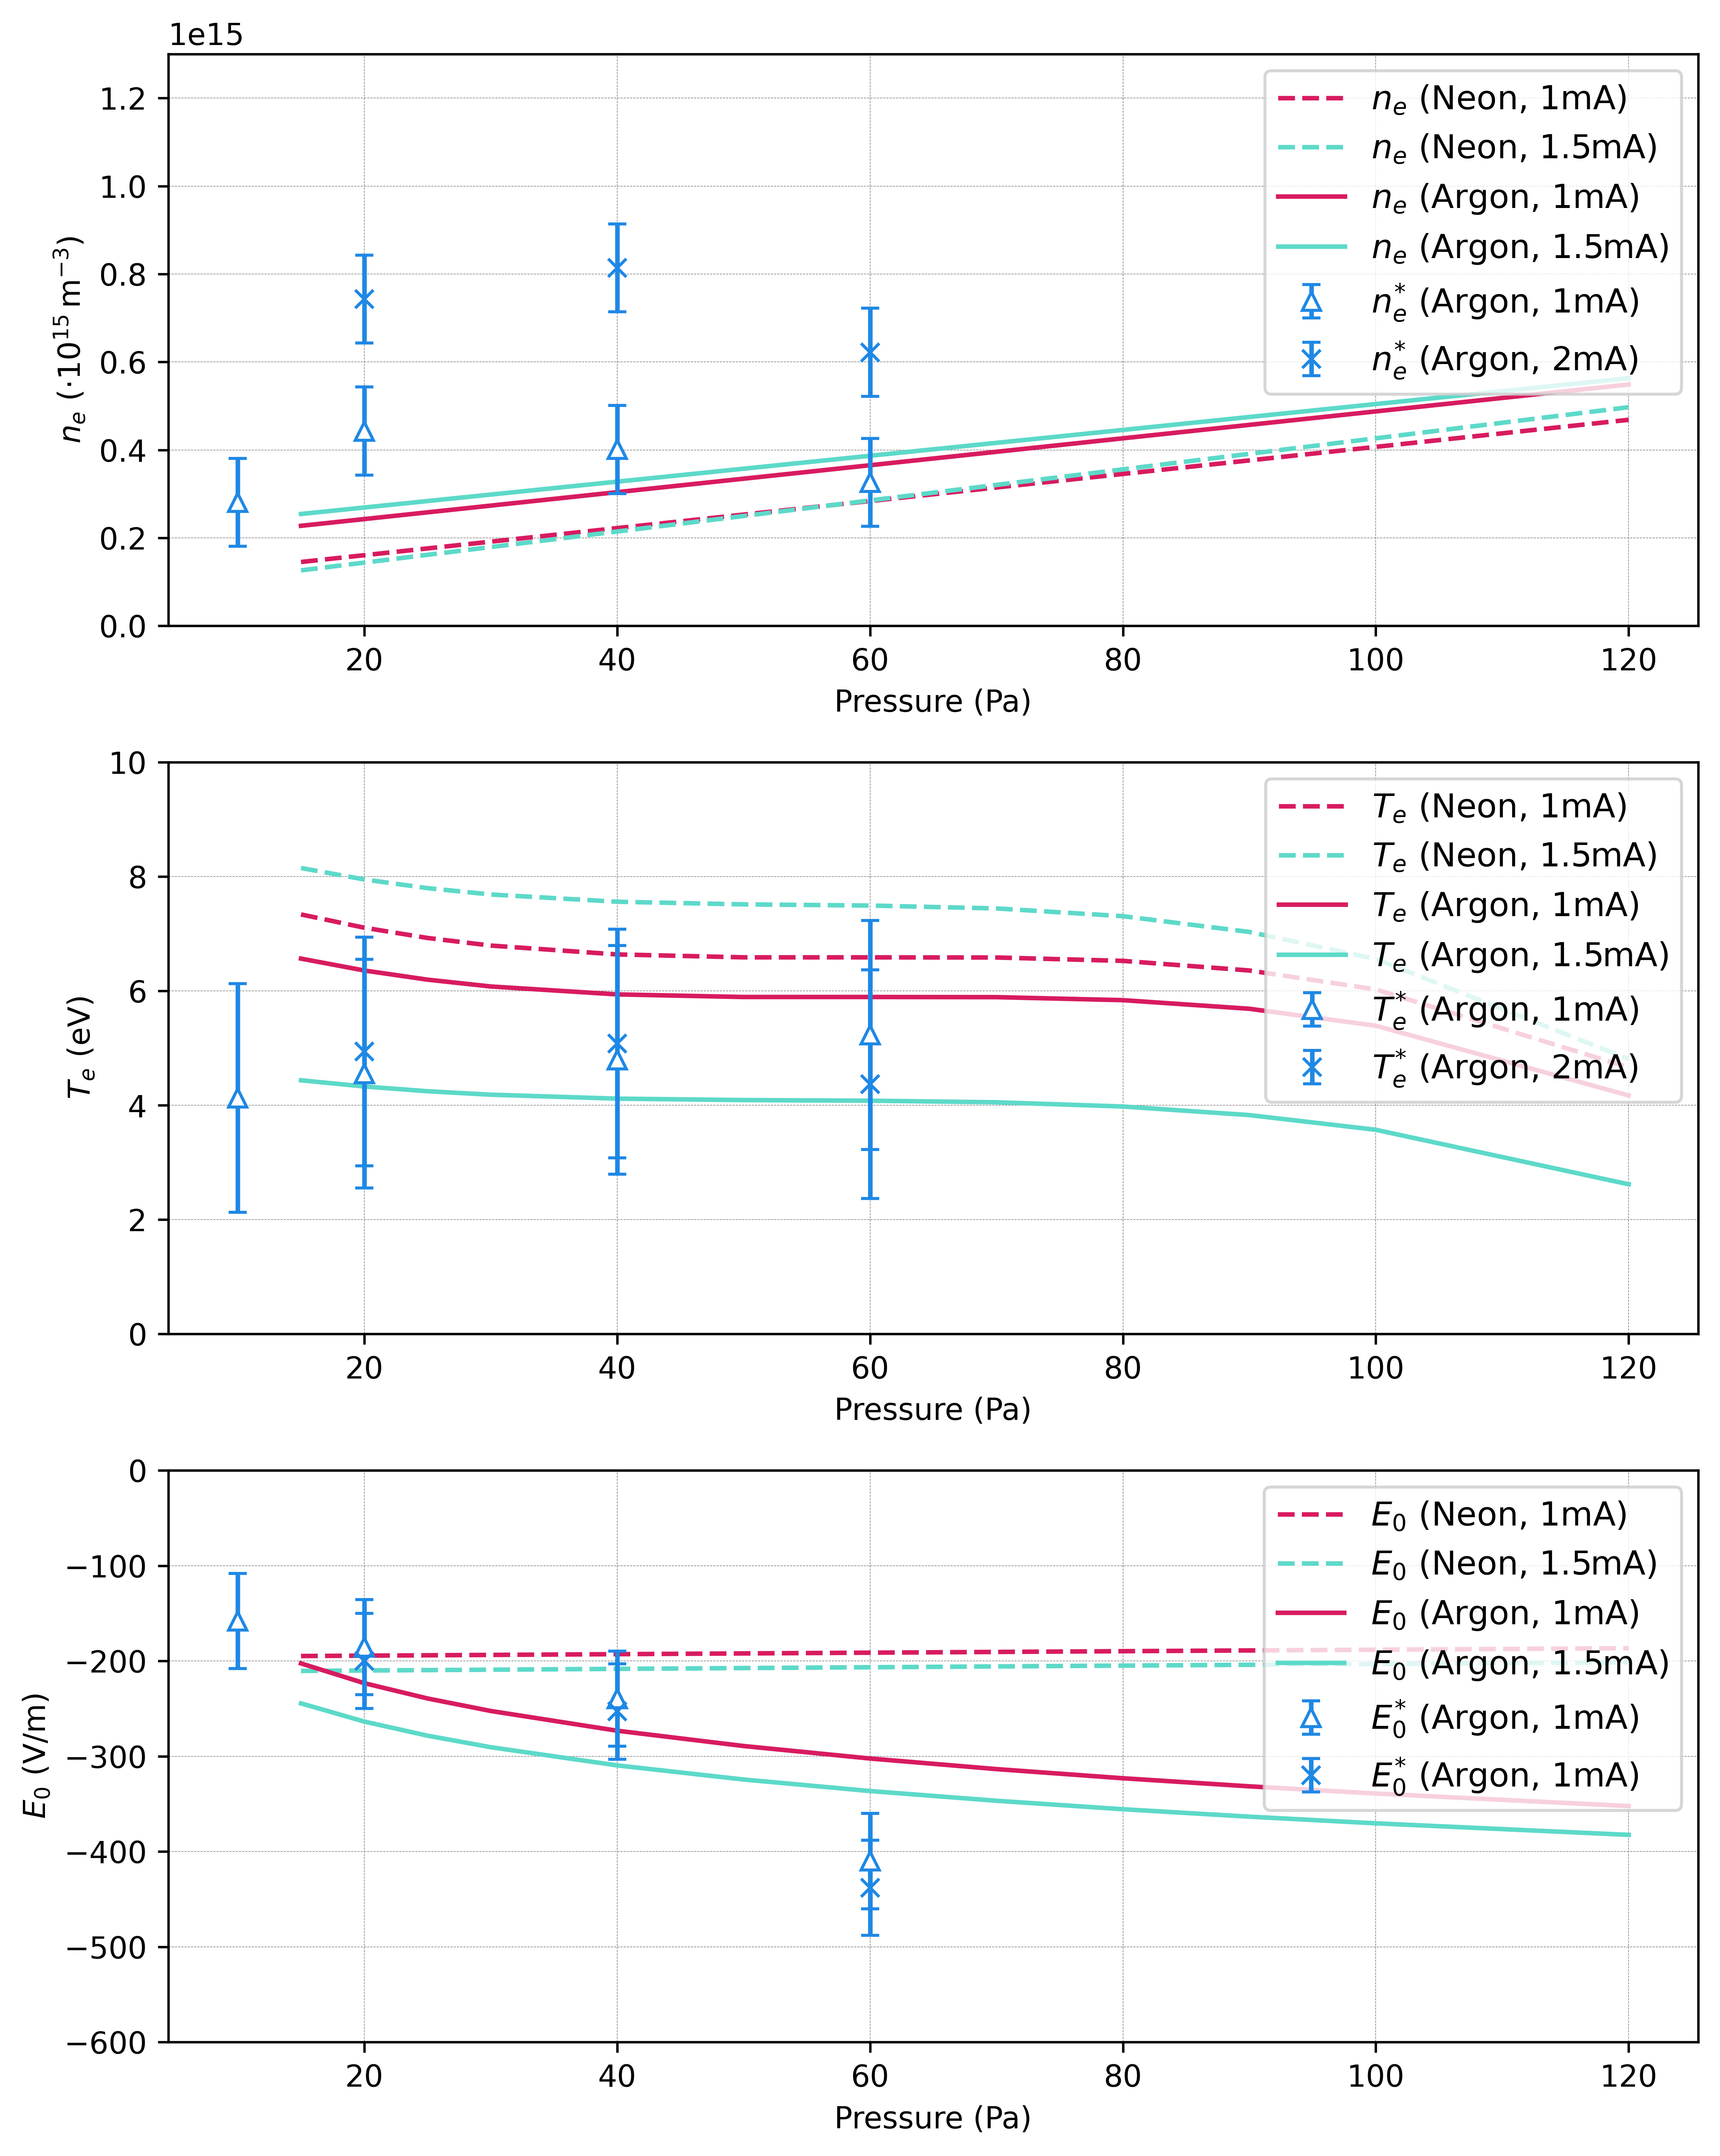 1e15
1.2
1.0
0.8
0.6
0.4
0.2
0.0
n_e (·10^15 m^−3)
n_e (Neon, 1mA)
n_e (Neon, 1.5mA)
n_e (Argon, 1mA)
n_e (Argon, 1.5mA)
n_e^* (Argon, 1mA)
n_e^* (Argon, 2mA)
20 40 60 80 100 120
Pressure (Pa)
10
8
6
4
2
0
T_e (eV)
T_e (Neon, 1mA)
T_e (Neon, 1.5mA)
T_e (Argon, 1mA)
T_e (Argon, 1.5mA)
T_e^* (Argon, 1mA)
T_e^* (Argon, 2mA)
20 40 60 80 100 120
Pressure (Pa)
0
−100
−200
−300
−400
−500
−600
E_0 (V/m)
E_0 (Neon, 1mA)
E_0 (Neon, 1.5mA)
E_0 (Argon, 1mA)
E_0 (Argon, 1.5mA)
E_0^* (Argon, 1mA)
E_0^* (Argon, 1mA)
20 40 60 80 100 120
Pressure (Pa)